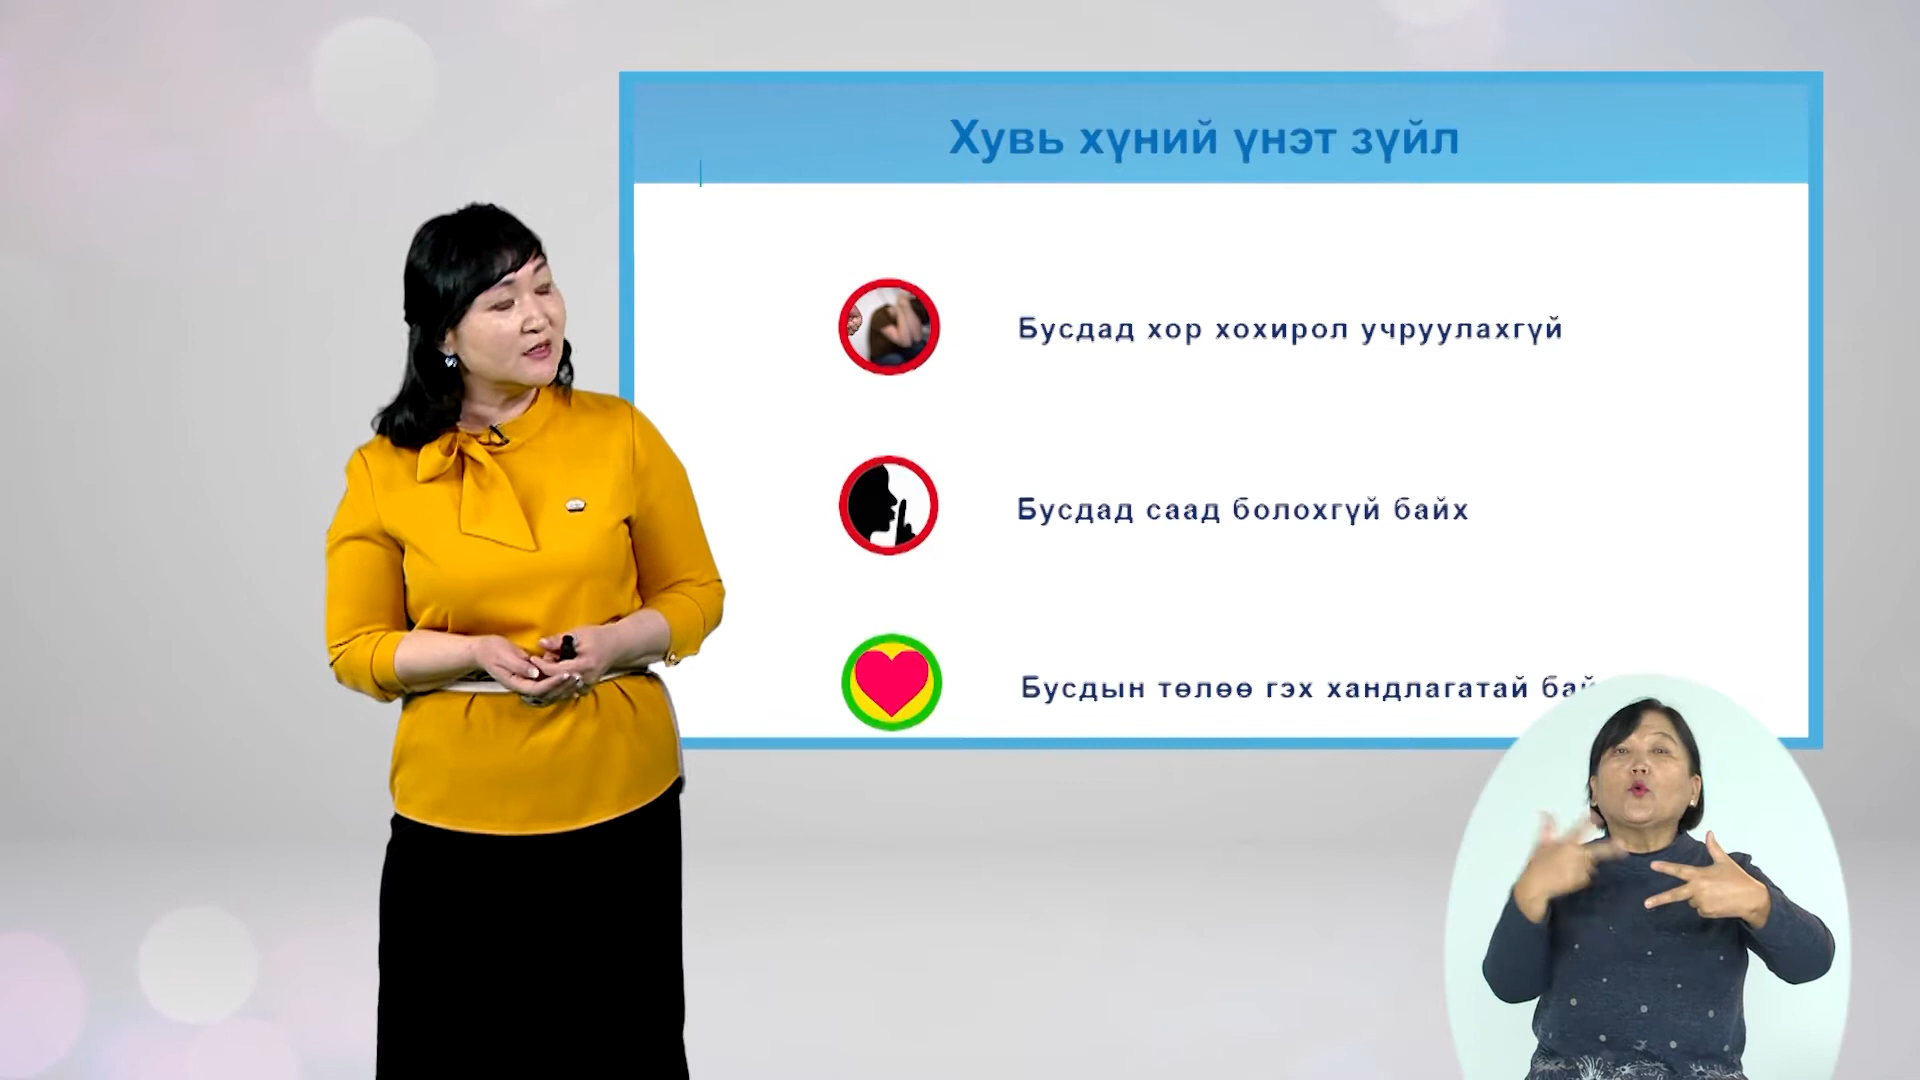 Хувь хүний үнэт зүйл
Бусдад хор хохирол учруулахгүй
Бусдад саад болохгүй байх
Бусдын төлөө гэх хандлагатай